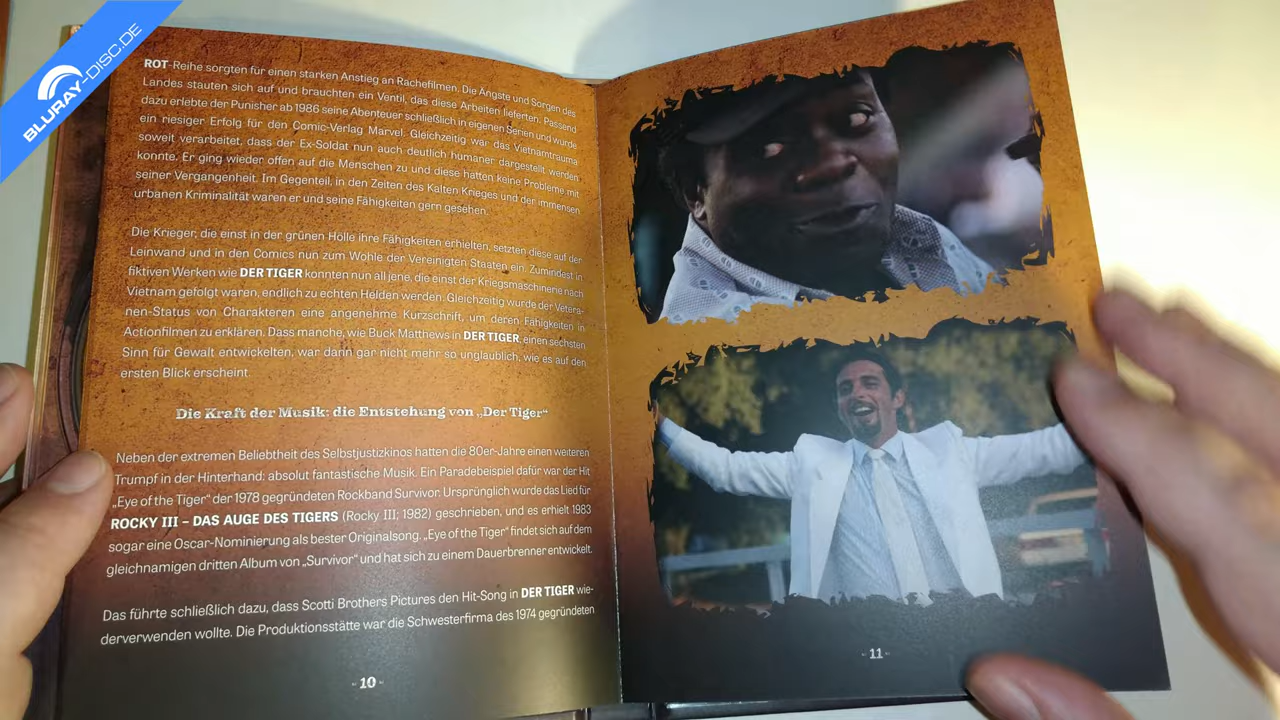 BLURAY-DISC.DE
ROT-Reihe sorgten für einen starken Anstieg an Rachefilmen. Die Ängste und Sorgen des
Landes stauten sich auf und brauchten ein Ventil, das diese Arbeiten lieferten. Passend
dazu erlebte der Punisher ab 1986 seine Abenteuer schließlich in eigenen Serien und wurde
ein riesiger Erfolg für den Comic-Verlag Marvel. Gleichzeitig war das Vietnamtrauma
soweit verarbeitet, dass der Ex-Soldat nun auch deutlich humaner dargestellt werden
konnte. Er ging wieder offen auf die Menschen zu und diese hatten keine Probleme mit
seiner Vergangenheit. Im Gegenteil, in den Zeiten des Kalten Krieges und der immensen
urbanen Kriminalität waren er und seine Fähigkeiten gern gesehen.
Die Krieger, die einst in der grünen Hölle ihre Fähigkeiten erhielten, setzten diese auf der
Leinwand und in den Comics nun zum Wohle der Vereinigten Staaten ein. Zumindest in
fiktiven Werken wie DER TIGER konnten nun all jene, die einst der Kriegsmaschinerie nach
Vietnam gefolgt waren, endlich zu echten Helden werden. Gleichzeitig wurde der Vetera-
nen-Status von Charakteren eine angenehme Kurzschrift, um deren Fähigkeiten in
Actionfilmen zu erklären. Dass manche, wie Buck Matthews in DER TIGER, einen sechsten
Sinn für Gewalt entwickelten, war dann gar nicht mehr so unglaublich, wie es auf den
ersten Blick erscheint.
Die Kraft der Musik: die Entstehung von „Der Tiger“
Neben der extremen Beliebtheit des Selbstjustizkinos hatten die 80er-Jahre einen weiteren
Trumpf in der Hinterhand: absolut fantastische Musik. Ein Paradebeispiel dafür war der Hit
„Eye of the Tiger“ der 1978 gegründeten Rockband Survivor. Ursprünglich wurde das Lied für
ROCKY III – DAS AUGE DES TIGERS (Rocky III; 1982) geschrieben, und es erhielt 1983
sogar eine Oscar-Nominierung als bester Originalsong. „Eye of the Tiger“ findet sich auf dem
gleichnamigen dritten Album von „Survivor“ und hat sich zu einem Dauerbrenner entwickelt.
Das führte schließlich dazu, dass Scotti Brothers Pictures den Hit-Song in DER TIGER wie-
derverwenden wollte. Die Produktionsstätte war die Schwesterfirma des 1974 gegründeten
10
11